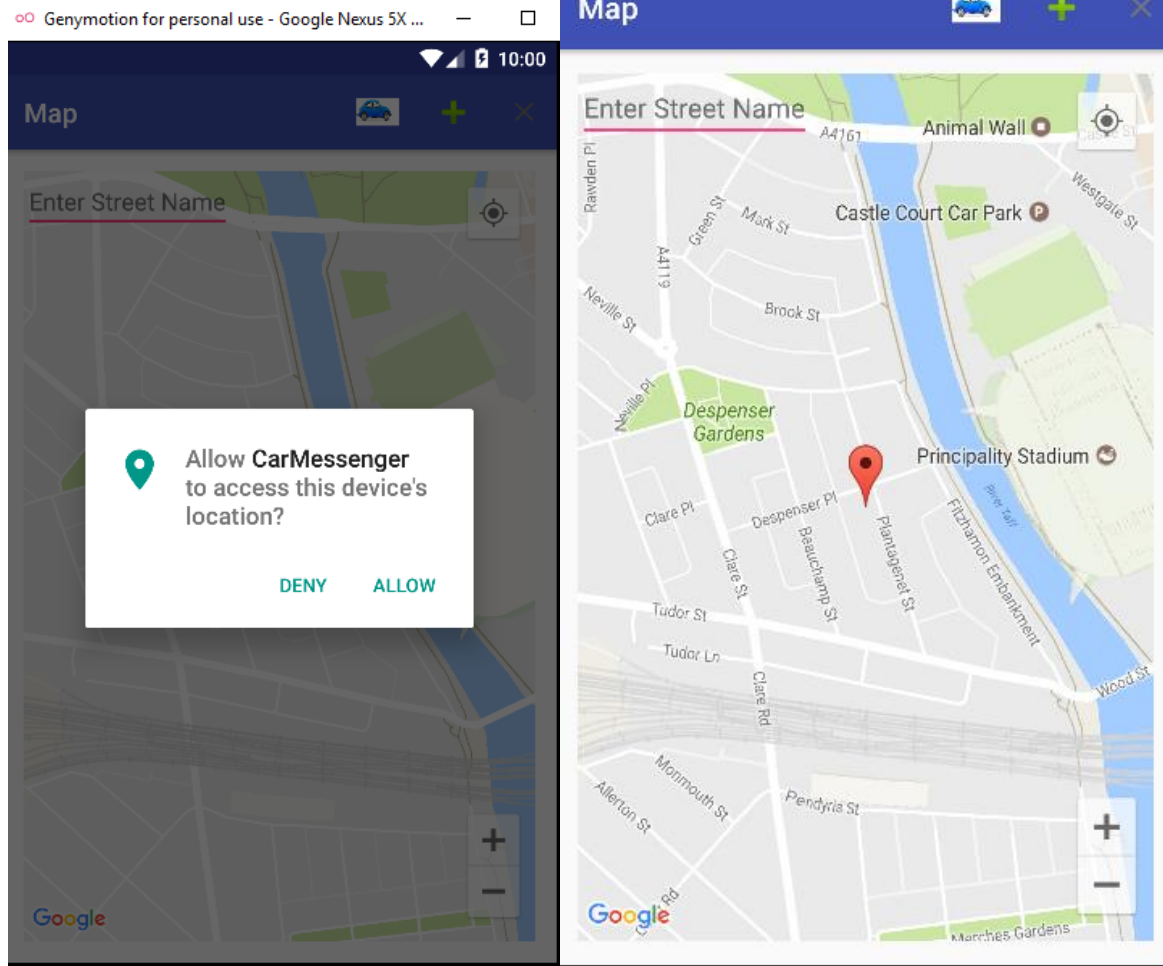 Genymotion for personal use - Google Nexus 5X ...
10:00
Map
Enter Street Name
Allow CarMessenger
to access this device's
location?
DENY ALLOW
Google
Map
Enter Street Name
A4161
Animal Wall
Castle St
Rawden Pl
Westgate St
Green St
Mark St
Castle Court Car Park
A4119
Neville St
Brook St
Neville Pl
Despenser
Gardens
Principality Stadium
River Taff
Clare Pl
Despenser Pl
Plantagenet St
Fitzhamon Embankment
Beauchamp St
Clare St
Tudor St
Tudor Ln
Clare Rd
Wood St
Monmouth St
Allerton St
Pendyris St
Rd
Google
Merches Gardens